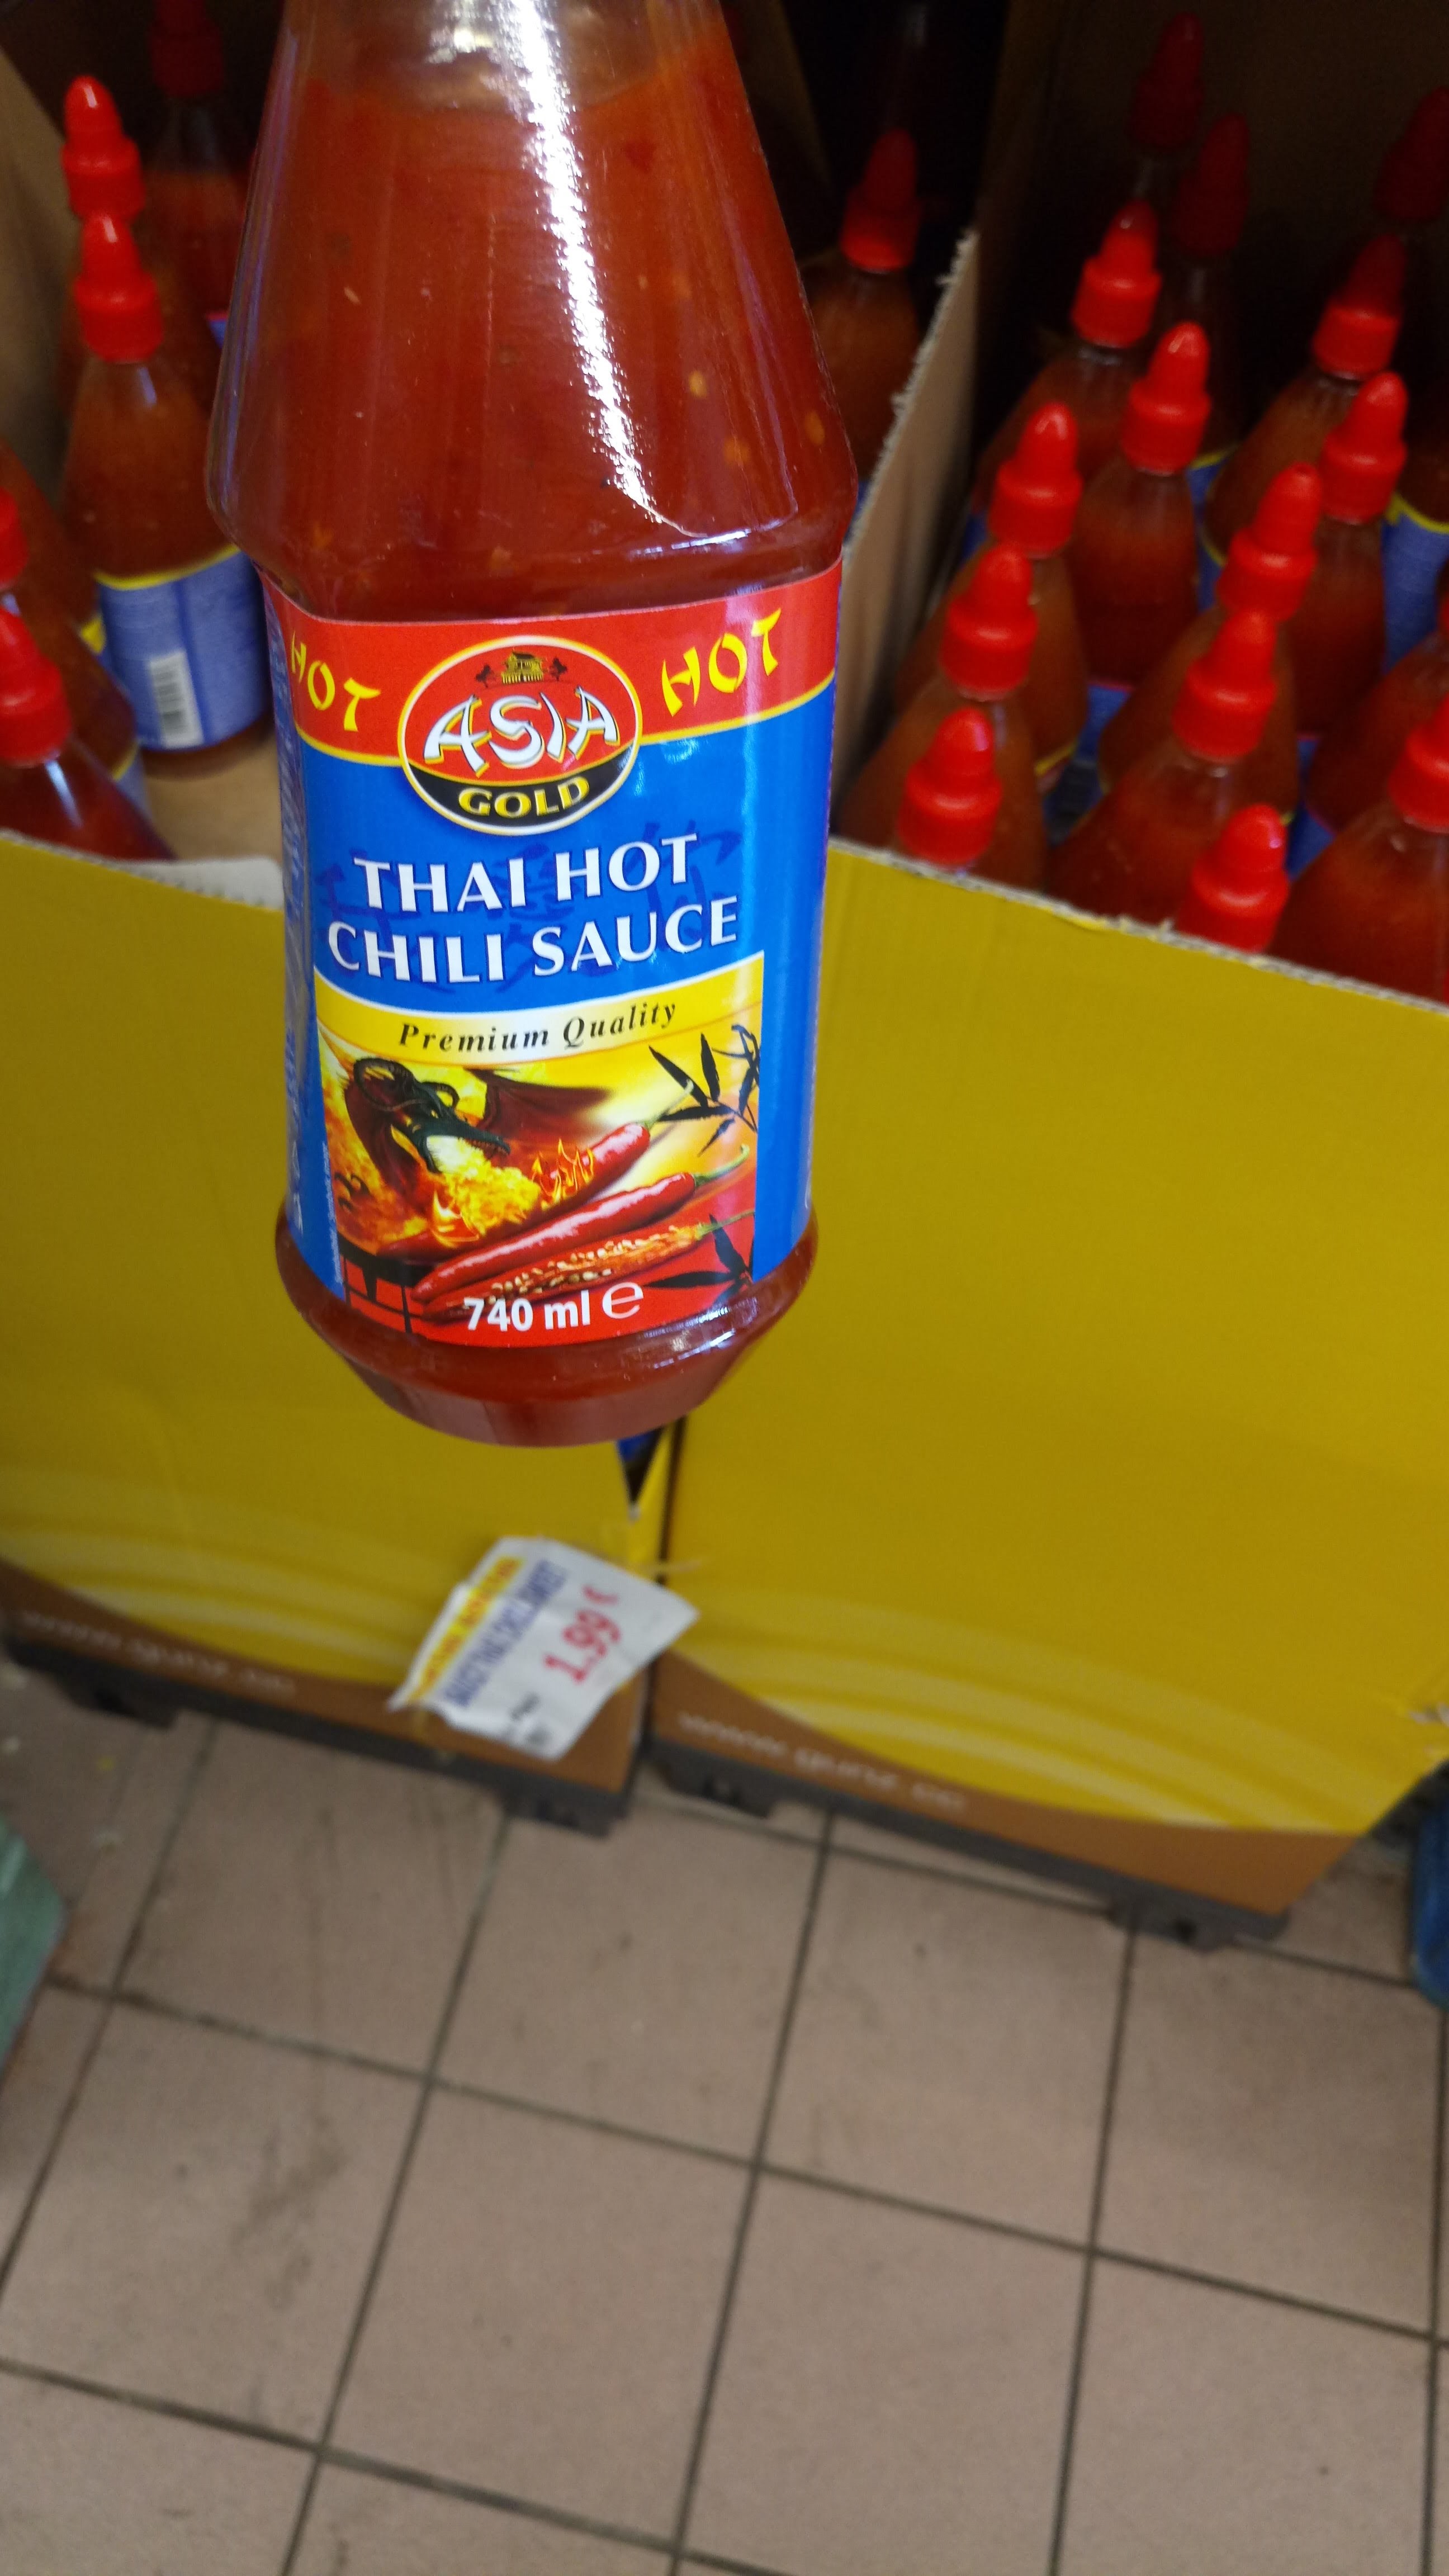 HOT
HOT
ASIA
GOLD
THAI HOT
CHILI SAUCE
Premium Quality
740 ml e
1.99 €